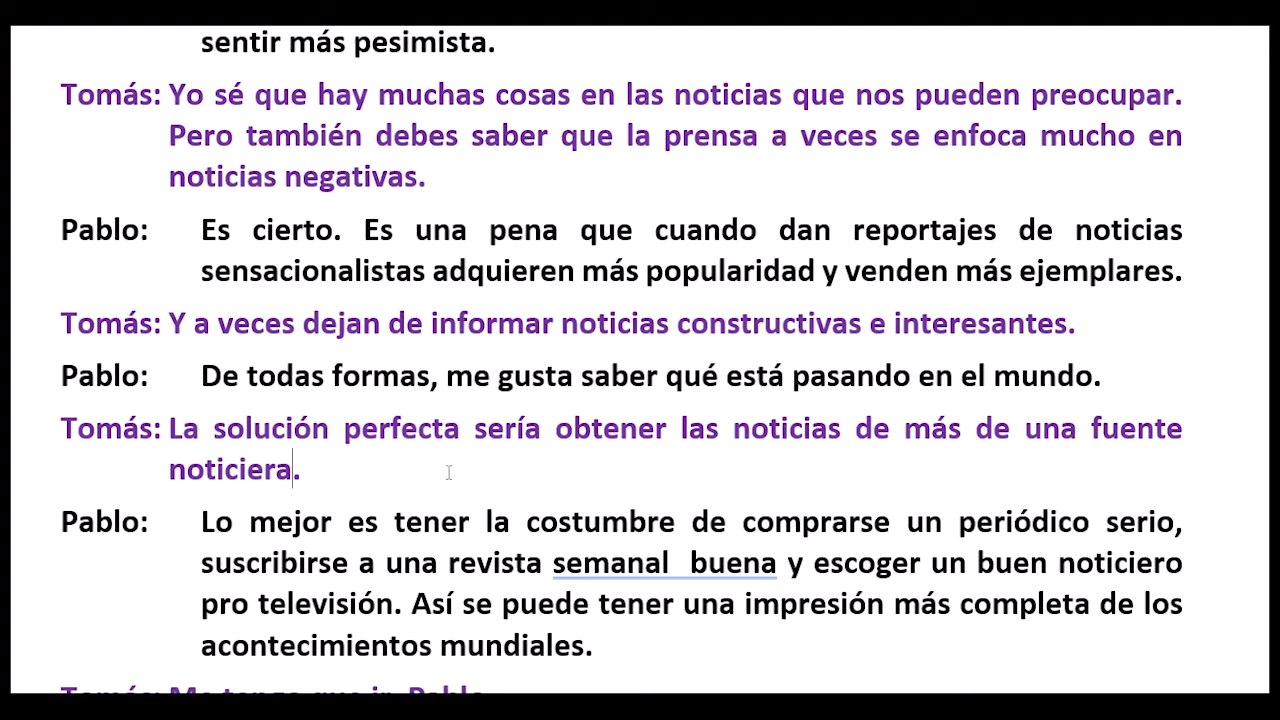 sentir más pesimista.
Tomás: Yo sé que hay muchas cosas en las noticias que nos pueden preocupar.
Pero también debes saber que la prensa a veces se enfoca mucho en
noticias negativas.
Pablo: Es cierto. Es una pena que cuando dan reportajes de noticias
sensacionalistas adquieren más popularidad y venden más ejemplares.
Tomás: Y a veces dejan de informar noticias constructivas e interesantes.
Pablo: De todas formas, me gusta saber qué está pasando en el mundo.
Tomás: La solución perfecta sería obtener las noticias de más de una fuente
noticiera.
Pablo: Lo mejor es tener la costumbre de comprarse un periódico serio,
suscribirse a una revista semanal buena y escoger un buen noticiero
pro televisión. Así se puede tener una impresión más completa de los
acontecimientos mundiales.
Tomás: Me tengo que ir, Pablo